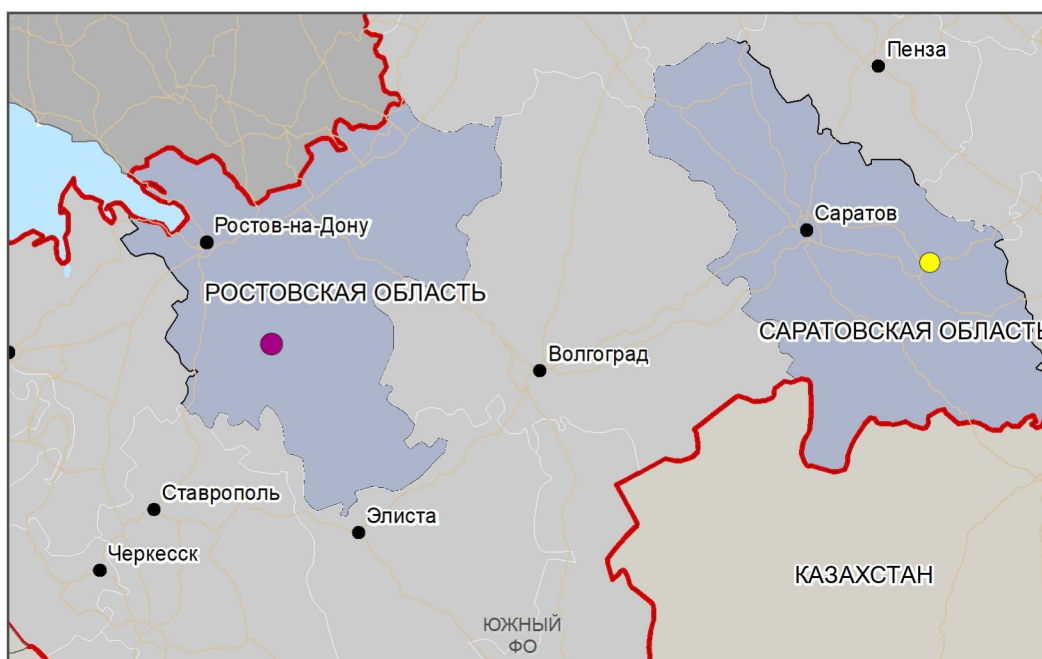 Пенза
Саратов
Ростов-на-Дону
РОСТОВСКАЯ ОБЛАСТЬ
САРАТОВСКАЯ ОБЛАСТЬ
Волгоград
Ставрополь
Элиста
Черкесск
КАЗАХСТАН
ЮЖНЫЙ
ФО